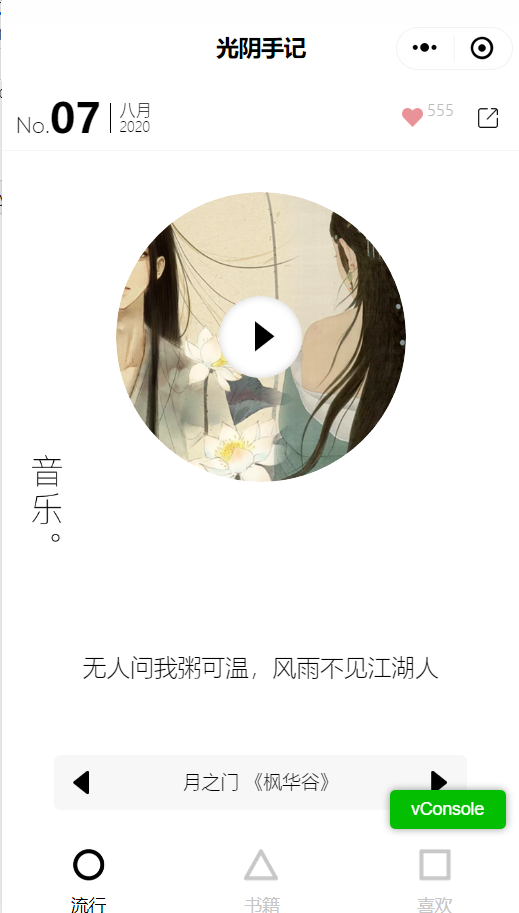 光阴手记
No.07
八月
2020
555
音乐。
无人问我粥可温，风雨不见江湖人
月之门 《枫华谷》
vConsole
流行
书籍
喜欢